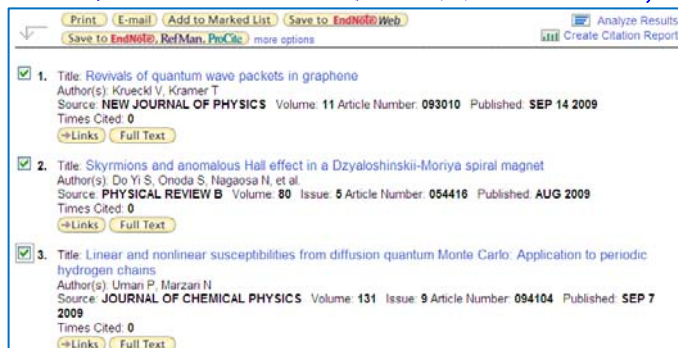 Print E-mail Add to Marked List Save to EndNote Web Analyze Results
Save to EndNote, RefMan, ProCite more options Create Citation Report
1. Title: Revivals of quantum wave packets in graphene
Author(s): Krueckl V, Kramer T
Source: NEW JOURNAL OF PHYSICS Volume: 11 Article Number: 093010 Published: SEP 14 2009
Times Cited: 0
Links Full Text
2. Title: Skyrmions and anomalous Hall effect in a Dzyaloshinskii-Moriya spiral magnet
Author(s): Do Yi S, Onoda S, Nagaosa N, et al.
Source: PHYSICAL REVIEW B Volume: 80 Issue: 5 Article Number: 054416 Published: AUG 2009
Times Cited: 0
Links Full Text
3. Title: Linear and nonlinear susceptibilities from diffusion quantum Monte Carlo: Application to periodic
hydrogen chains
Author(s): Umari P, Marzari N
Source: JOURNAL OF CHEMICAL PHYSICS Volume: 131 Issue: 9 Article Number: 094104 Published: SEP 7
2009
Times Cited: 0
Links Full Text